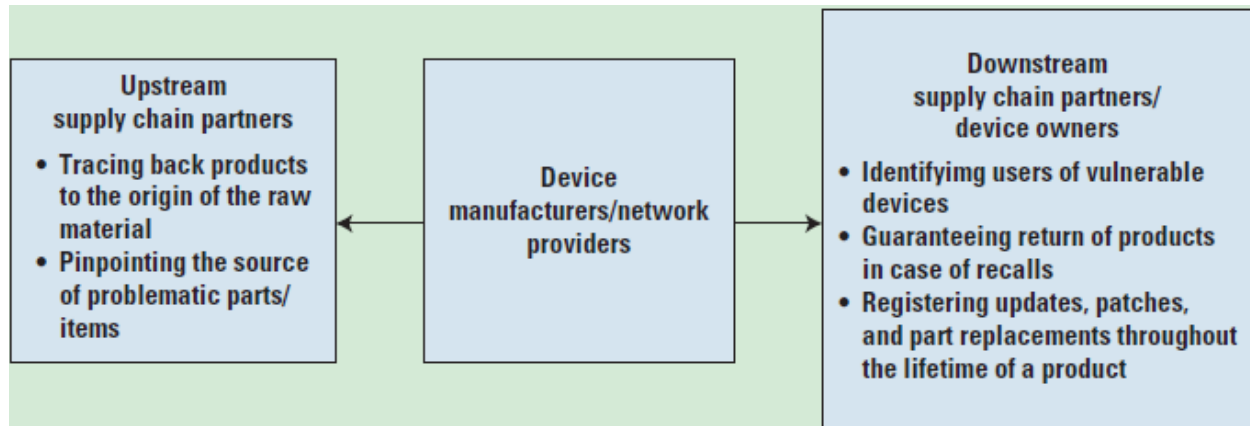 Upstream
supply chain partners
• Tracing back products
to the origin of the raw
material
• Pinpointing the source
of problematic parts/
items
Device
manufacturers/network
providers
Downstream
supply chain partners/
device owners
• Identifyimg users of vulnerable
devices
• Guaranteeing return of products
in case of recalls
• Registering updates, patches,
and part replacements throughout
the lifetime of a product